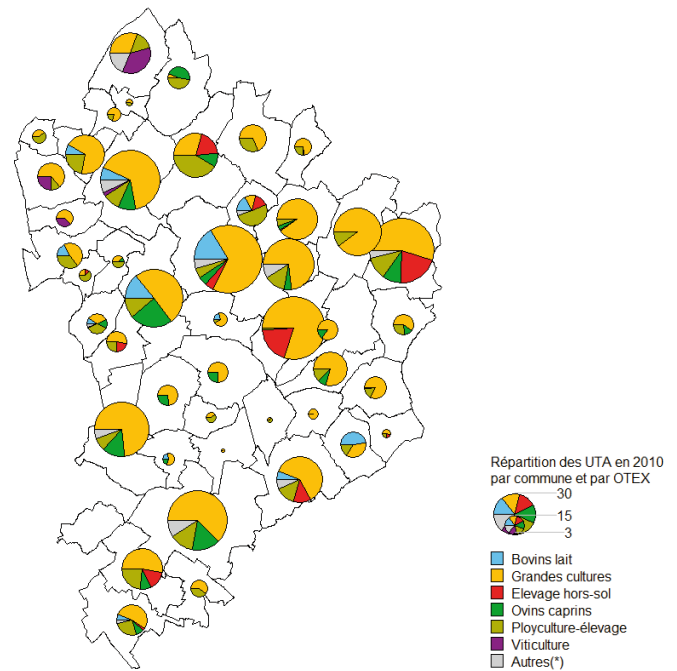 Répartition des UTA en 2010
par commune et par OTEX
30
15
3
Bovins lait
Grandes cultures
Elevage hors-sol
Ovins caprins
Ployculture-élevage
Viticulture
Autres(*)